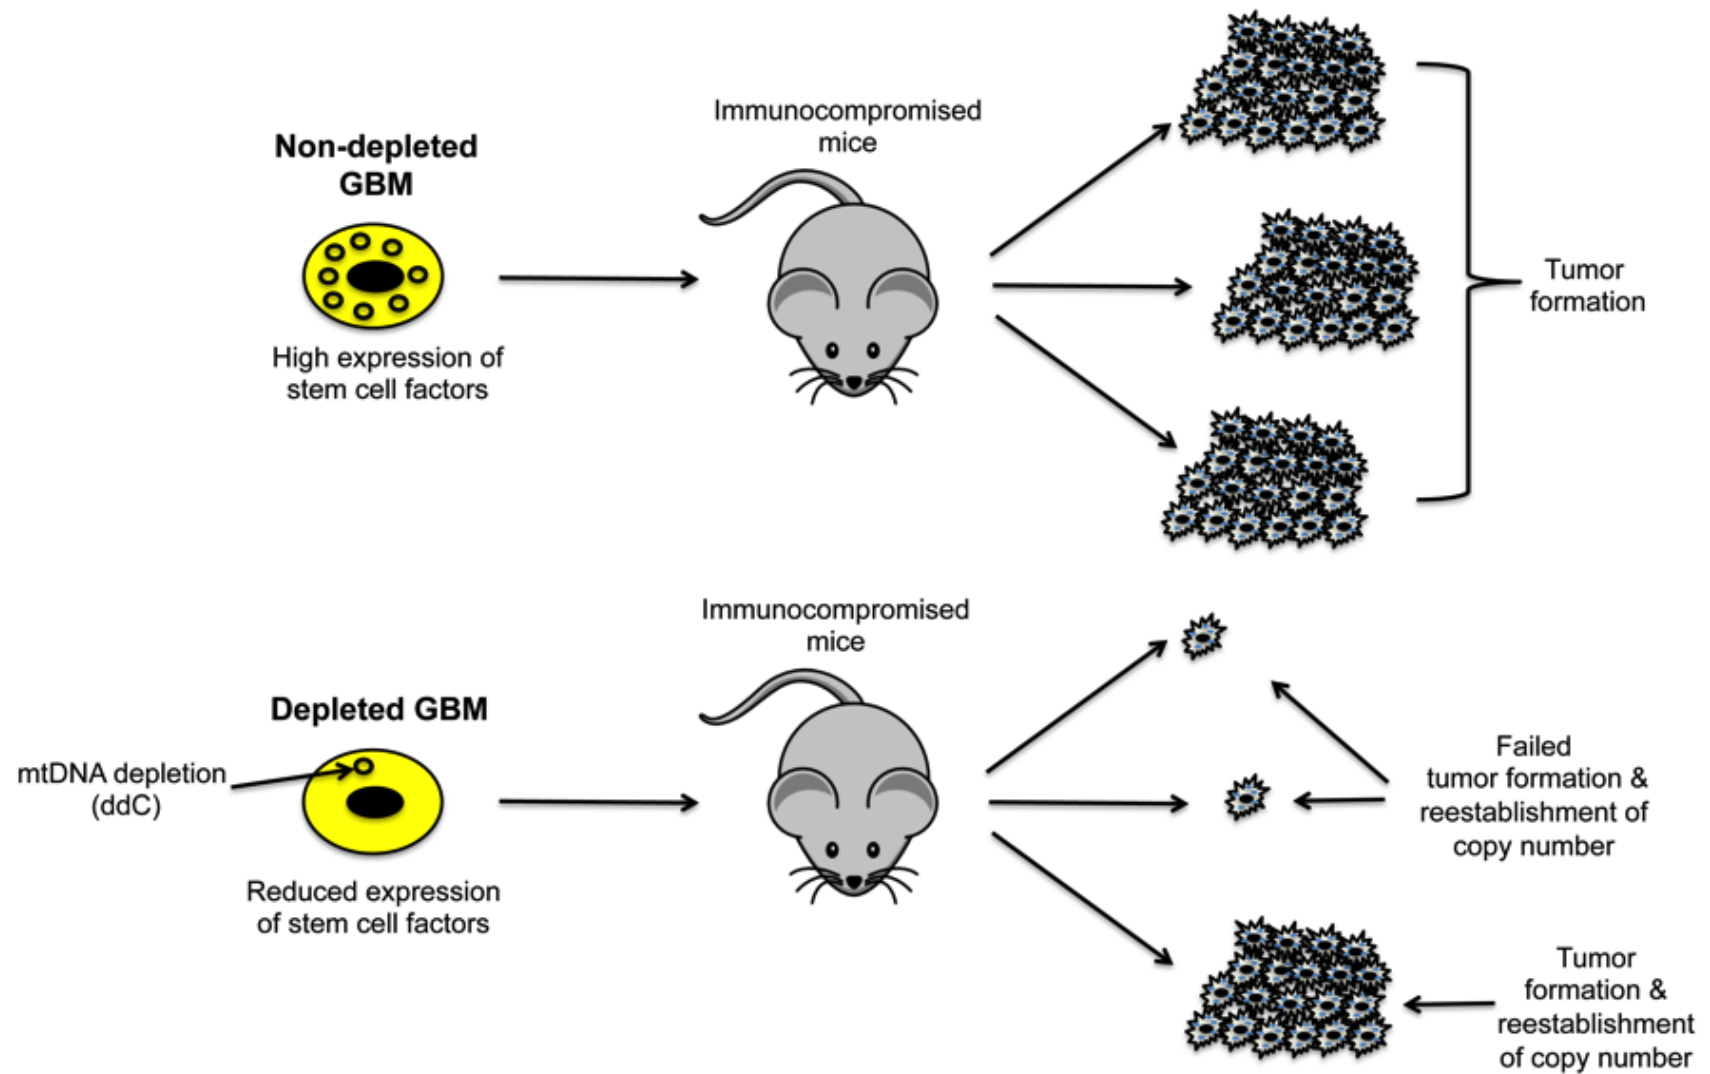 Non-depleted
GBM
High expression of
stem cell factors
Immunocompromised
mice
Tumor
formation
Depleted GBM
mtDNA depletion
(ddC)
Reduced expression
of stem cell factors
Immunocompromised
mice
Failed
tumor formation &
reestablishment of
copy number
Tumor
formation &
reestablishment
of copy number